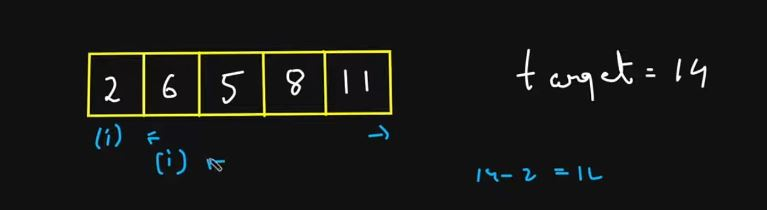 2 6 5 8 11
target = 14
(i) ← →
(i) ←
14 - 2 = 12